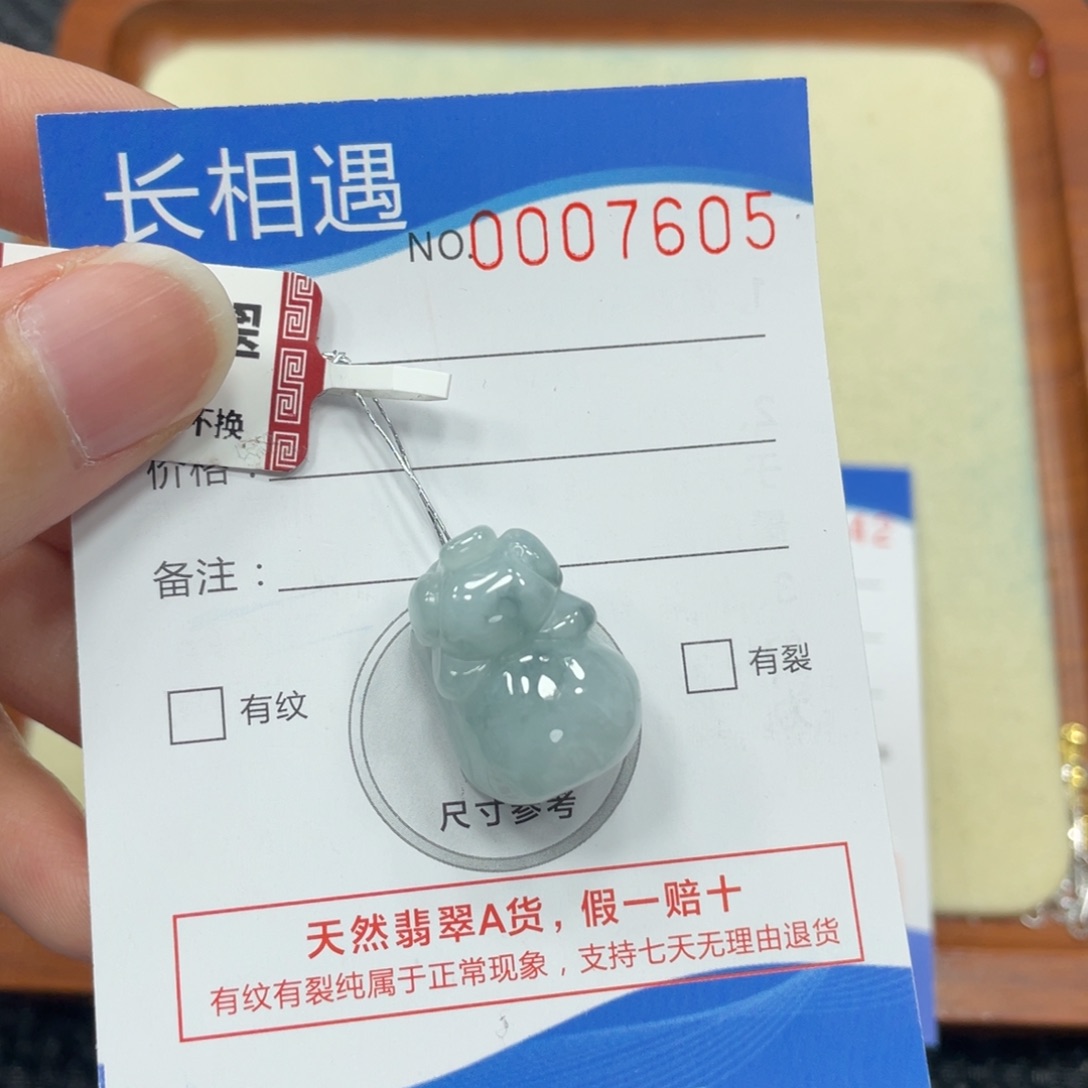 长相遇
NO.0007605
不换
价格：
备注：
有纹
有裂
尺寸参考
天然翡翠A货，假一赔十
有纹有裂纯属于正常现象，支持七天无理由退货
42